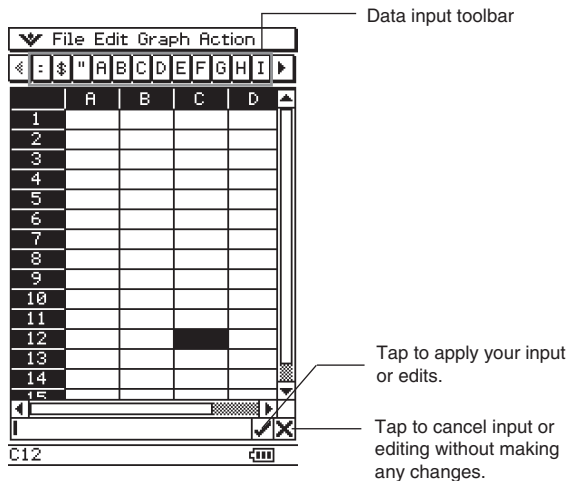 Data input toolbar
File Edit Graph Action
: $ " A B C D E F G H I
A B C D
1
2
3
4
5
6
7
8
9
10
11
12
13
14
15
Tap to apply your input
or edits.
Tap to cancel input or
editing without making
any changes.
C12